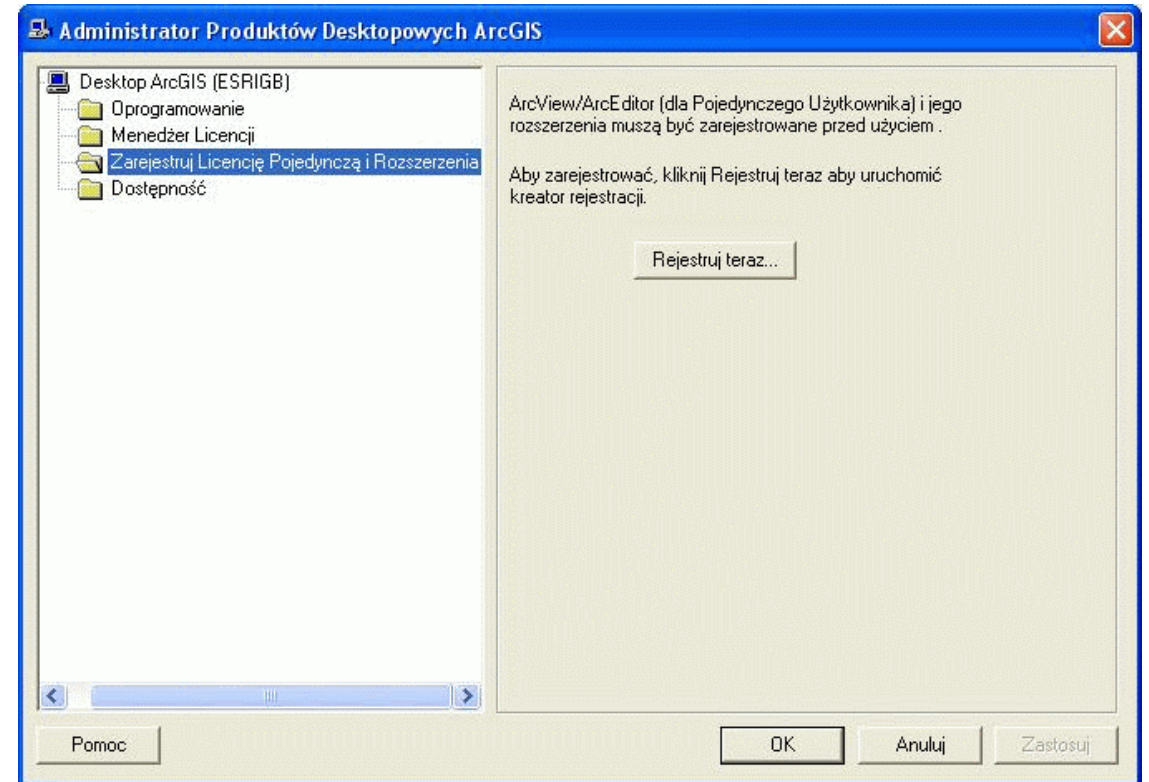 Administrator Produktów Desktopowych ArcGIS
Desktop ArcGIS (ESRIGB)
Oprogramowanie
Menedżer Licencji
Zarejestruj Licencję Pojedynczą i Rozszerzenia
Dostępność
ArcView/ArcEditor (dla Pojedynczego Użytkownika) i jego
rozszerzenia muszą być zarejestrowane przed użyciem .
Aby zarejestrować, kliknij Rejestruj teraz aby uruchomić
kreator rejestracji.
Rejestruj teraz...
Pomoc
OK
Anuluj
Zastosuj